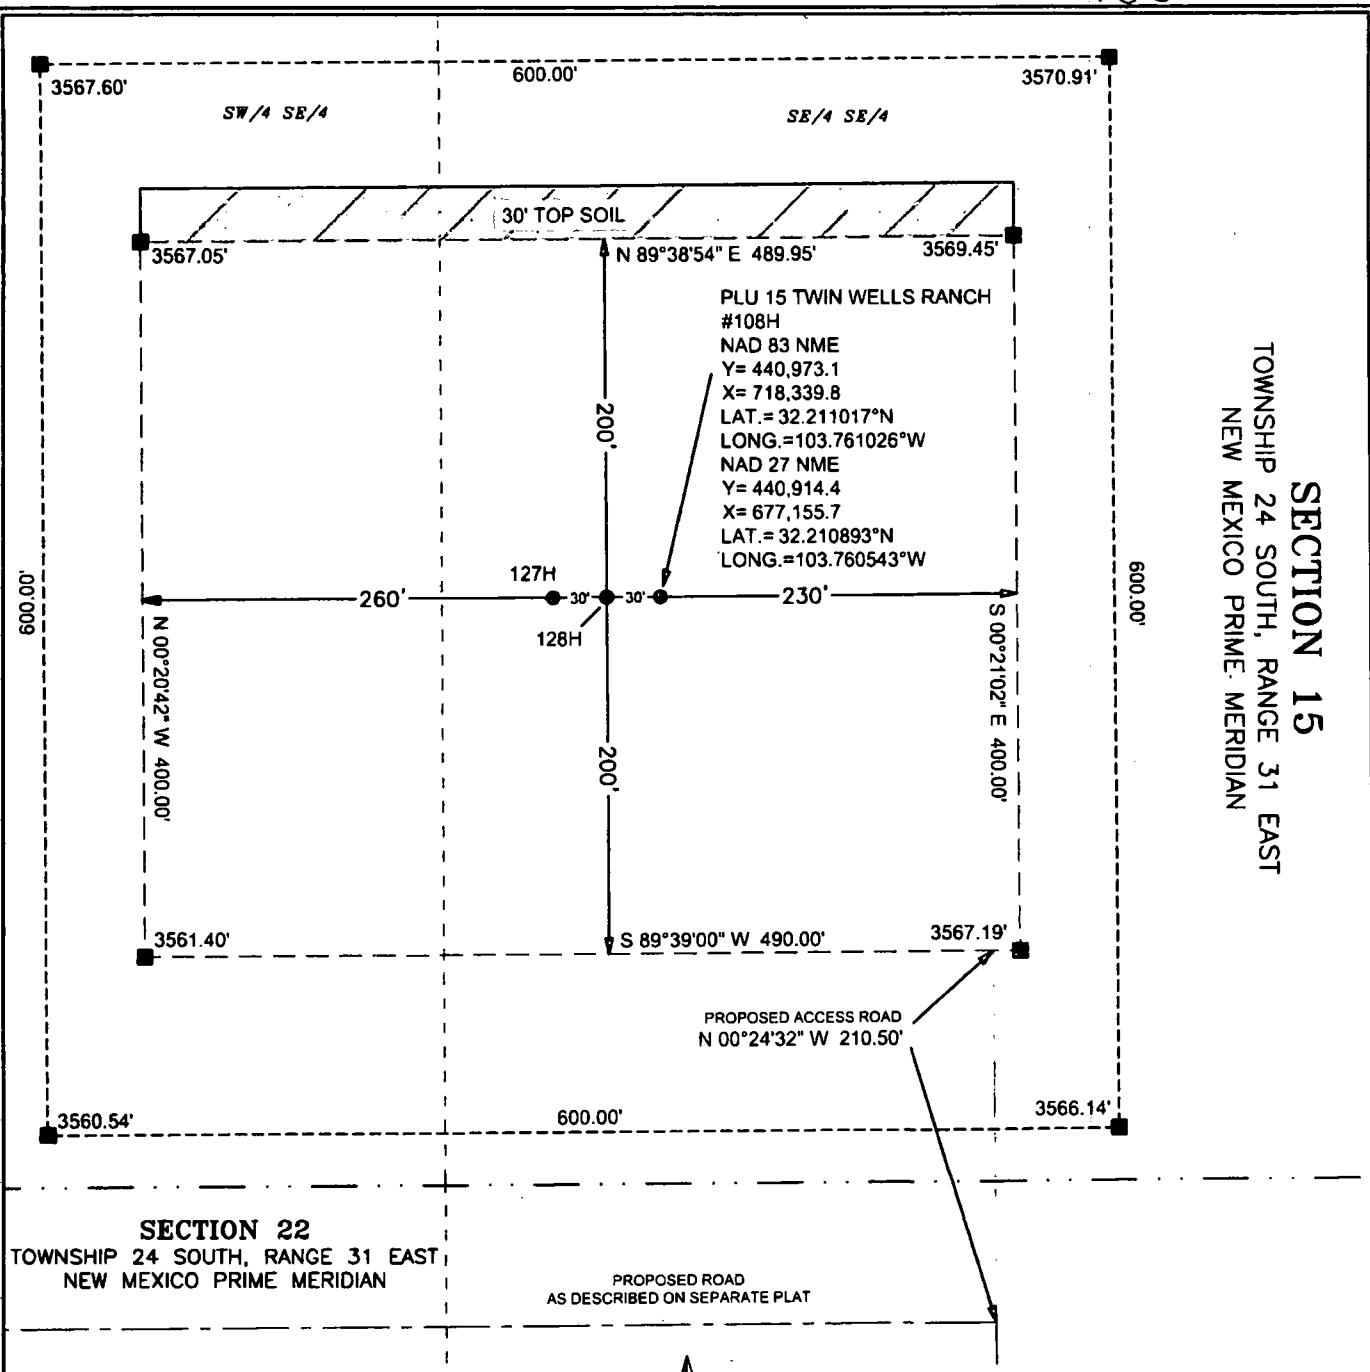 600.00'
3567.60'
3570.91'
SW/4 SE/4
SE/4 SE/4
30' TOP SOIL
3567.05'
N 89°38'54" E 489.95'
3569.45'
PLU 15 TWIN WELLS RANCH
#108H
NAD 83 NME
Y= 440,973.1
X= 718,339.8
LAT.= 32.211017°N
LONG.=103.761026°W
NAD 27 NME
Y= 440,914.4
X= 677,155.7
LAT.= 32.210893°N
LONG.=103.760543°W
SECTION 15
TOWNSHIP 24 SOUTH, RANGE 31 EAST
NEW MEXICO PRIME MERIDIAN
200'
127H
260'
30'
30'
230'
128H
600.00'
600.00'
N 00°20'42" W 400.00'
S 00°21'02" E 400.00'
200'
3561.40'
S 89°39'00" W 490.00'
3567.19'
PROPOSED ACCESS ROAD
N 00°24'32" W 210.50'
3560.54'
600.00'
3566.14'
SECTION 22
TOWNSHIP 24 SOUTH, RANGE 31 EAST
NEW MEXICO PRIME MERIDIAN
PROPOSED ROAD
AS DESCRIBED ON SEPARATE PLAT